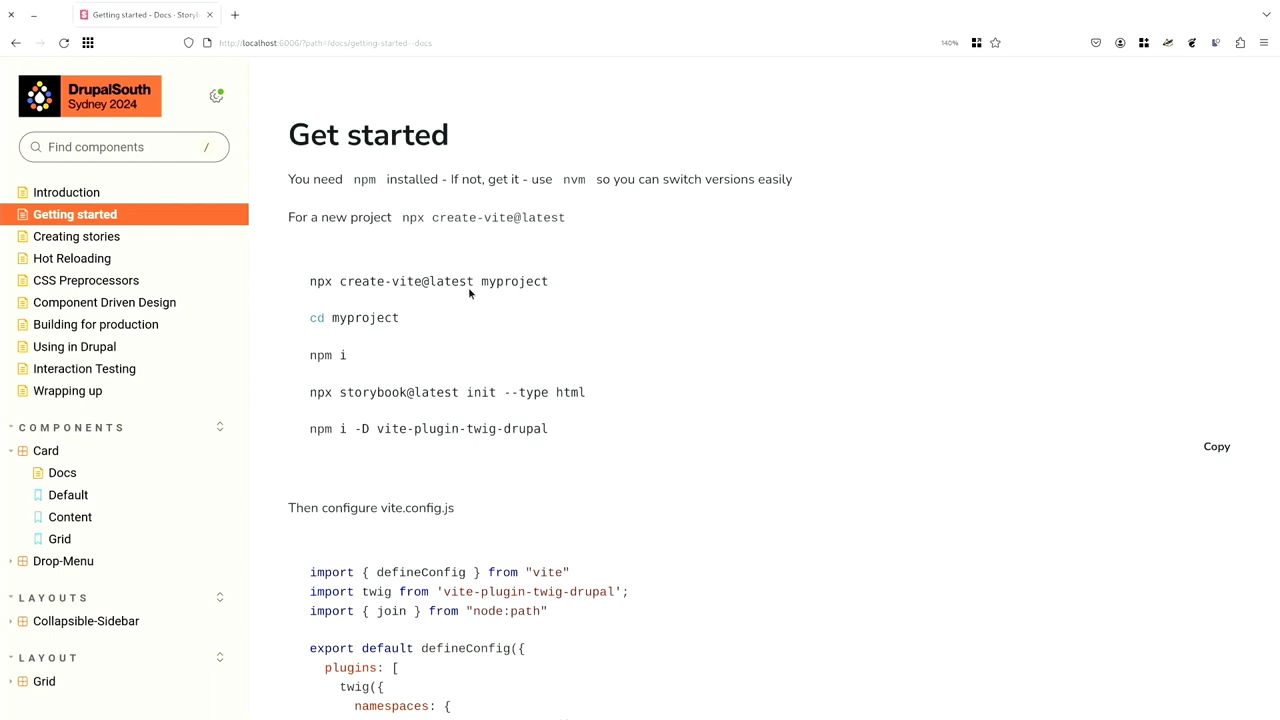 Getting started - Docs · Story
http://localhost:6006/?path=/docs/getting-started--docs
140%
DrupalSouth
Sydney 2024
Find components
/
Introduction
Getting started
Creating stories
Hot Reloading
CSS Preprocessors
Component Driven Design
Building for production
Using in Drupal
Interaction Testing
Wrapping up
COMPONENTS
Card
Docs
Default
Content
Grid
Drop-Menu
LAYOUTS
Collapsible-Sidebar
LAYOUT
Grid
Get started
You need npm installed - If not, get it - use nvm so you can switch versions easily
For a new project npx create-vite@latest
npx create-vite@latest myproject
cd myproject
npm i
npx storybook@latest init --type html
npm i -D vite-plugin-twig-drupal
Copy
Then configure vite.config.js
import { defineConfig } from "vite"
import twig from 'vite-plugin-twig-drupal';
import { join } from "node:path"
export default defineConfig({
plugins: [
twig({
namespaces: {